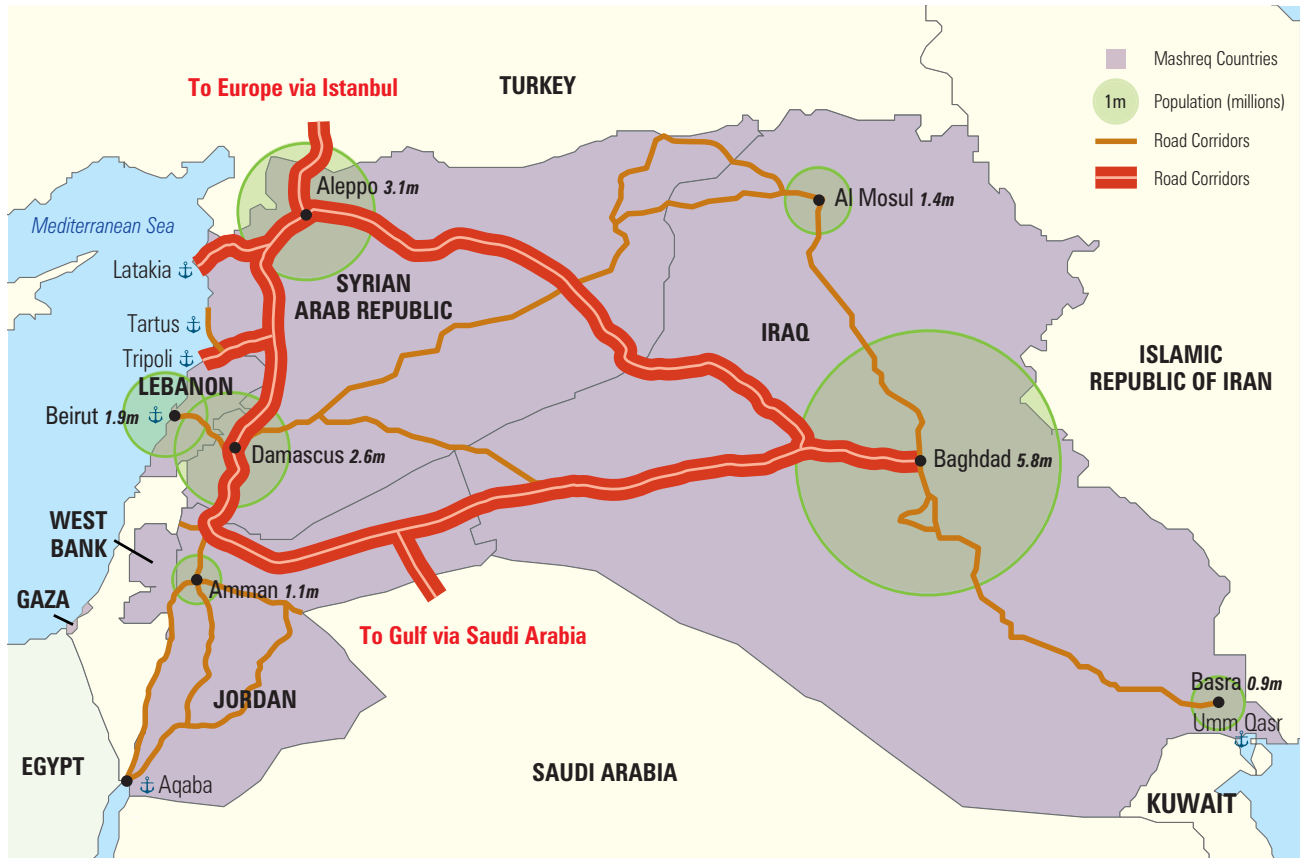 To Europe via Istanbul
TURKEY
Mashreq Countries
1m Population (millions)
Road Corridors
Road Corridors
Aleppo 3.1m
Al Mosul 1.4m
Mediterranean Sea
Latakia
SYRIAN
ARAB REPUBLIC
Tartus
Tripoli
IRAQ
ISLAMIC
REPUBLIC OF IRAN
LEBANON
Beirut 1.9m
Damascus 2.6m
Baghdad 5.8m
WEST
BANK
Amman 1.1m
GAZA
To Gulf via Saudi Arabia
JORDAN
Basra 0.9m
Umm Qasr
EGYPT
Aqaba
SAUDI ARABIA
KUWAIT